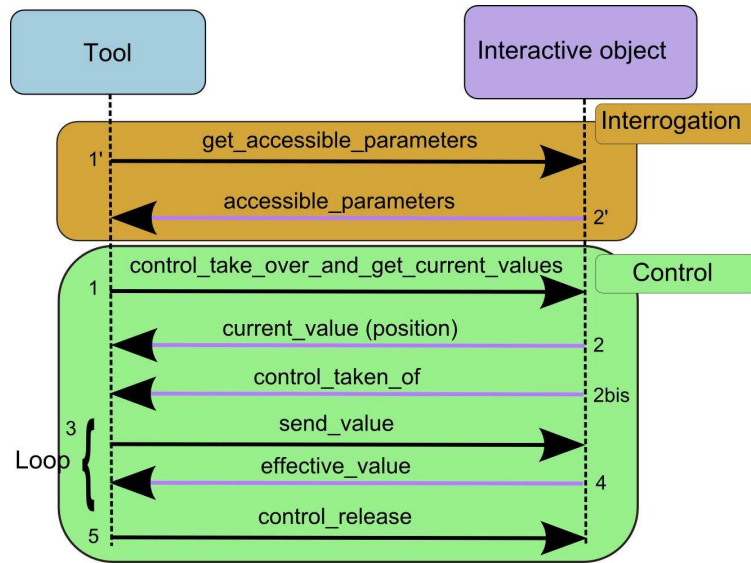 Tool
Interactive object
Interrogation
get_accessible_parameters
1'
accessible_parameters
2'
control_take_over_and_get_current_values
Control
1
current_value (position)
2
control_taken_of
2bis
3
send_value
Loop {
effective_value
4
control_release
5